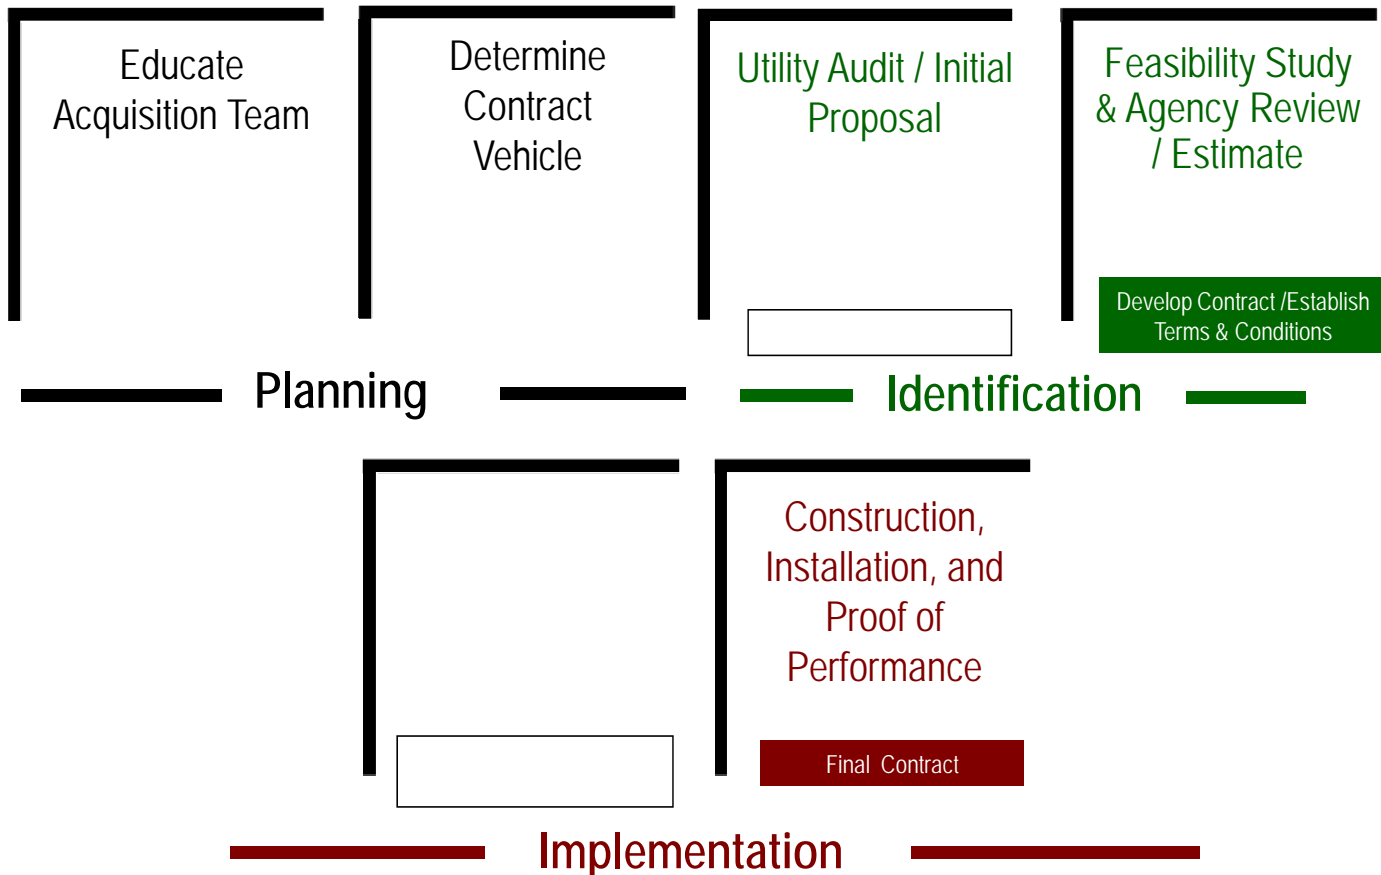 Educate
Acquisition Team
Determine
Contract
Vehicle
Utility Audit / Initial
Proposal
Feasibility Study
& Agency Review
/ Estimate
Develop Contract /Establish
Terms & Conditions
Planning
Identification
Construction,
Installation, and
Proof of
Performance
Final Contract
Implementation